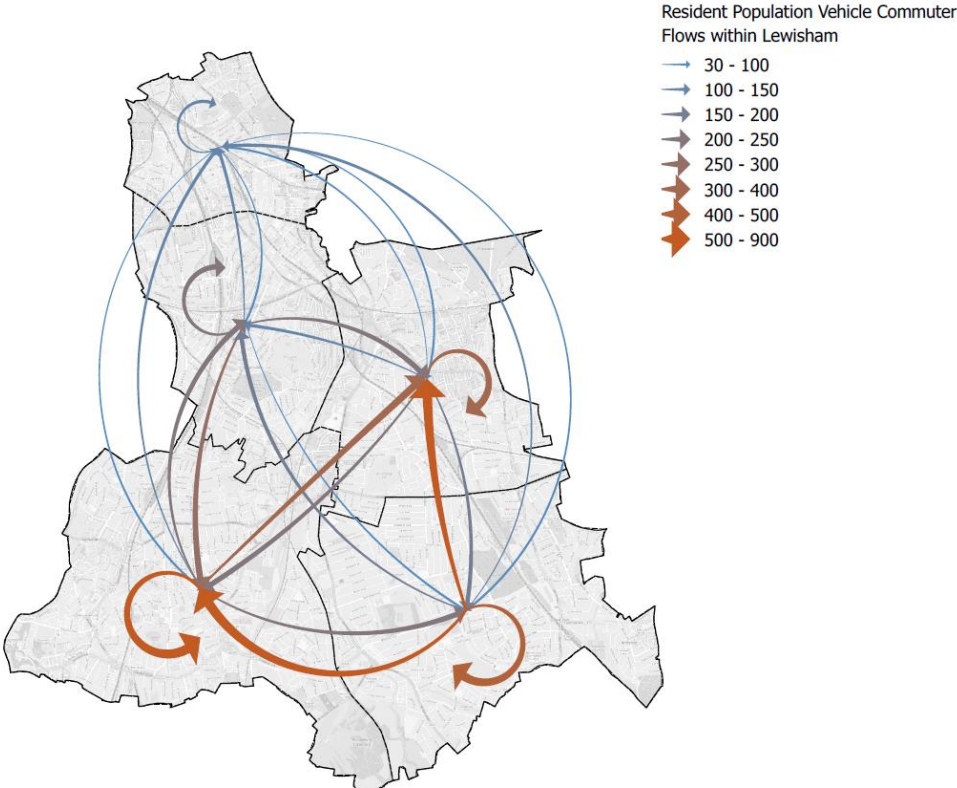 Resident Population Vehicle Commuter
Flows within Lewisham
30 - 100
100 - 150
150 - 200
200 - 250
250 - 300
300 - 400
400 - 500
500 - 900